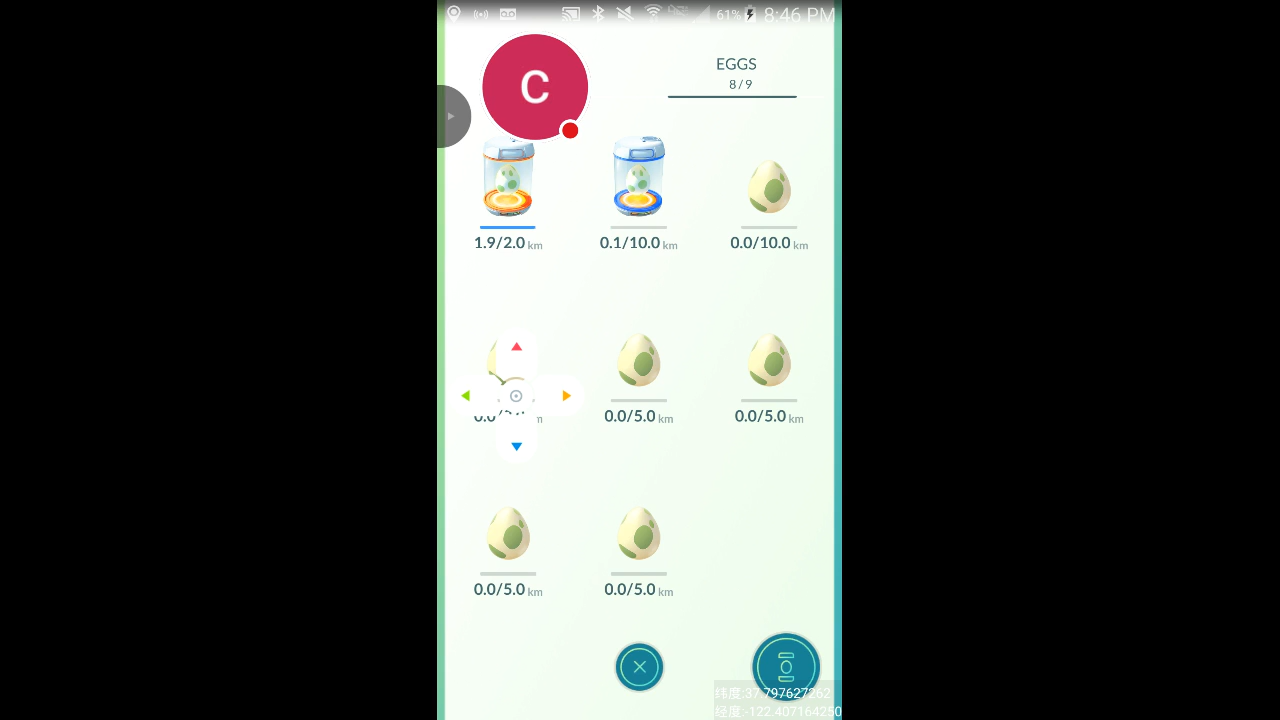 61% 8:46 PM
C
EGGS
8/9
1.9/2.0 km
0.1/10.0 km
0.0/10.0 km
0.0/5.0 km
0.0/5.0 km
0.0/5.0 km
0.0/5.0 km
纬度:37.797627262
经度:-122.407164250